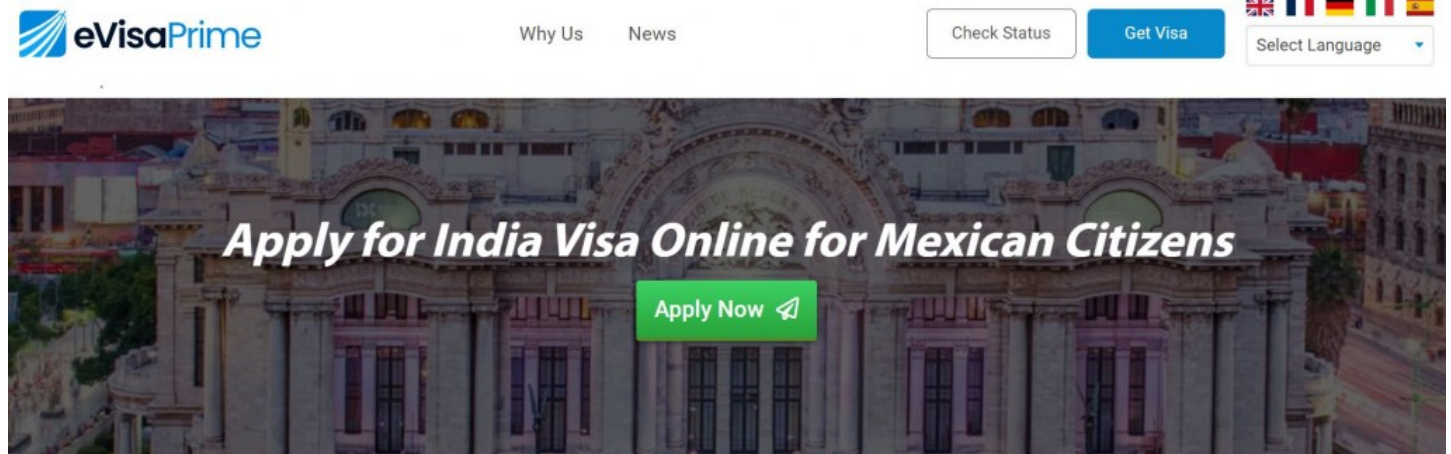 eVisaPrime
Why Us
News
Check Status
Get Visa
Select Language
Apply for India Visa Online for Mexican Citizens
Apply Now